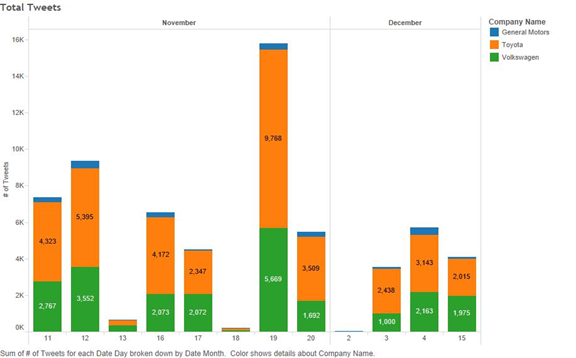 Total Tweets
November December
Company Name
General Motors
Toyota
Volkswagen
16K
14K
12K
10K
8K
6K
4K
2K
0K
# of Tweets
4,323 5,395 4,172 2,347 9,768 3,509 2,438 3,143 2,015
2,767 3,552 2,073 2,072 5,669 1,692 1,000 2,163 1,975
11 12 13 16 17 18 19 20 2 3 4 15
Sum of # of Tweets for each Date Day broken down by Date Month. Color shows details about Company Name.